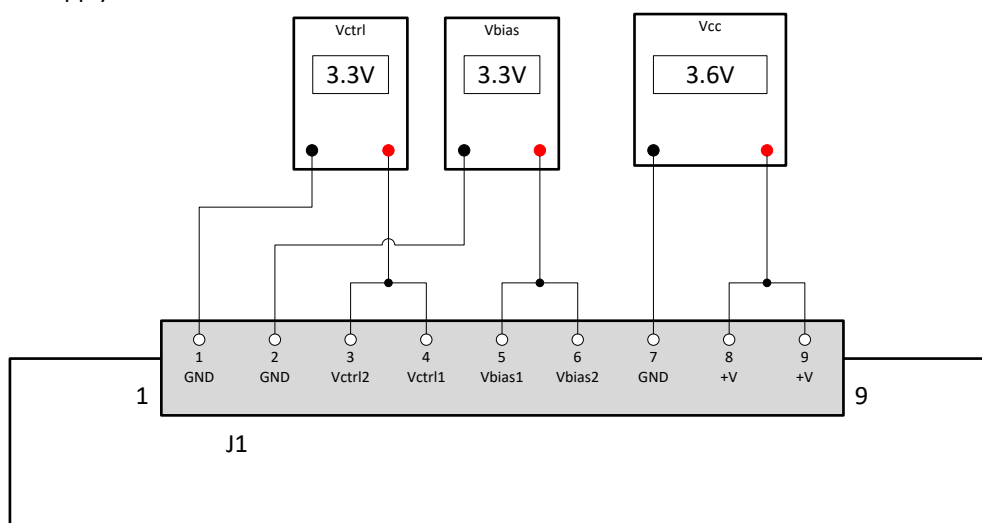 Vctrl Vbias Vcc
3.3V 3.3V 3.6V
1 2 3 4 5 6 7 8 9
GND GND Vctrl2 Vctrl1 Vbias1 Vbias2 GND +V +V
1 9
J1